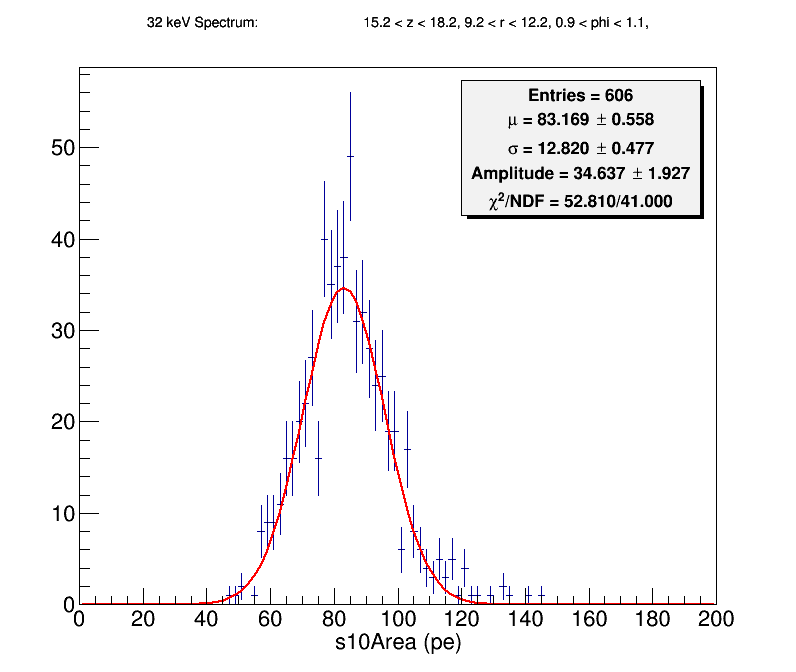 32 keV Spectrum: 15.2 < z < 18.2, 9.2 < r < 12.2, 0.9 < phi < 1.1,
Entries = 606
μ = 83.169 ± 0.558
σ = 12.820 ± 0.477
Amplitude = 34.637 ± 1.927
χ²/NDF = 52.810/41.000
50
40
30
20
10
0
0 20 40 60 80 100 120 140 160 180 200
s10Area (pe)